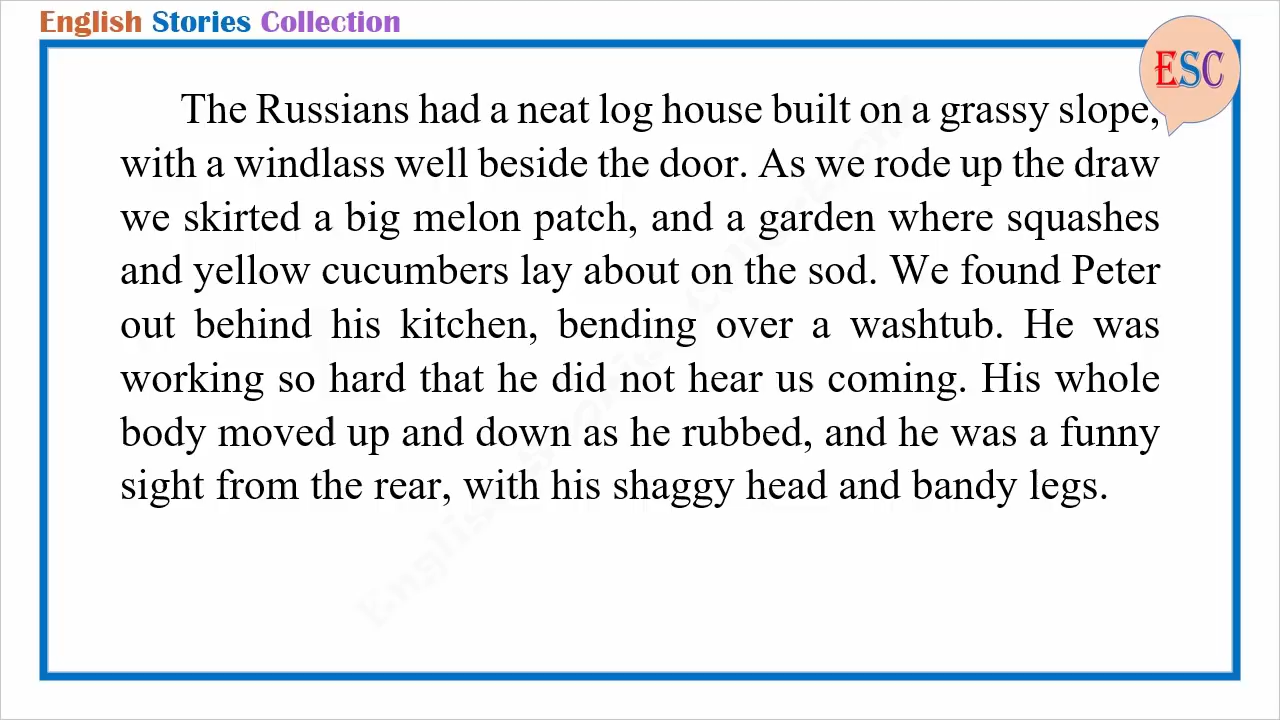 English Stories Collection
ESC
The Russians had a neat log house built on a grassy slope,
with a windlass well beside the door. As we rode up the draw
we skirted a big melon patch, and a garden where squashes
and yellow cucumbers lay about on the sod. We found Peter
out behind his kitchen, bending over a washtub. He was
working so hard that he did not hear us coming. His whole
body moved up and down as he rubbed, and he was a funny
sight from the rear, with his shaggy head and bandy legs.